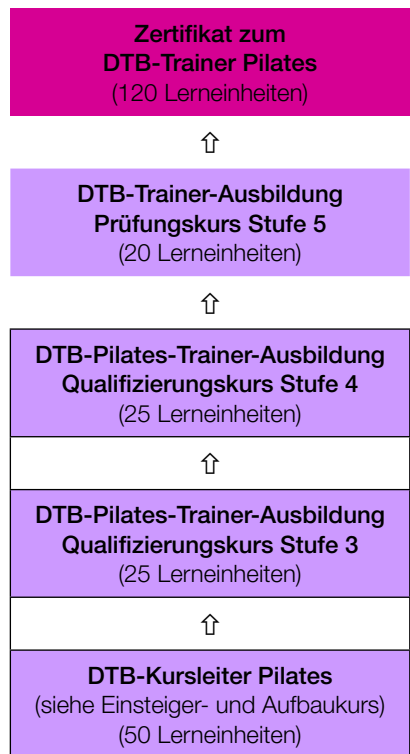 Zertifikat zum
DTB-Trainer Pilates
(120 Lerneinheiten)
⇧
DTB-Trainer-Ausbildung
Prüfungskurs Stufe 5
(20 Lerneinheiten)
⇧
DTB-Pilates-Trainer-Ausbildung
Qualifizierungskurs Stufe 4
(25 Lerneinheiten)
⇧
DTB-Pilates-Trainer-Ausbildung
Qualifizierungskurs Stufe 3
(25 Lerneinheiten)
⇧
DTB-Kursleiter Pilates
(siehe Einsteiger- und Aufbaukurs)
(50 Lerneinheiten)